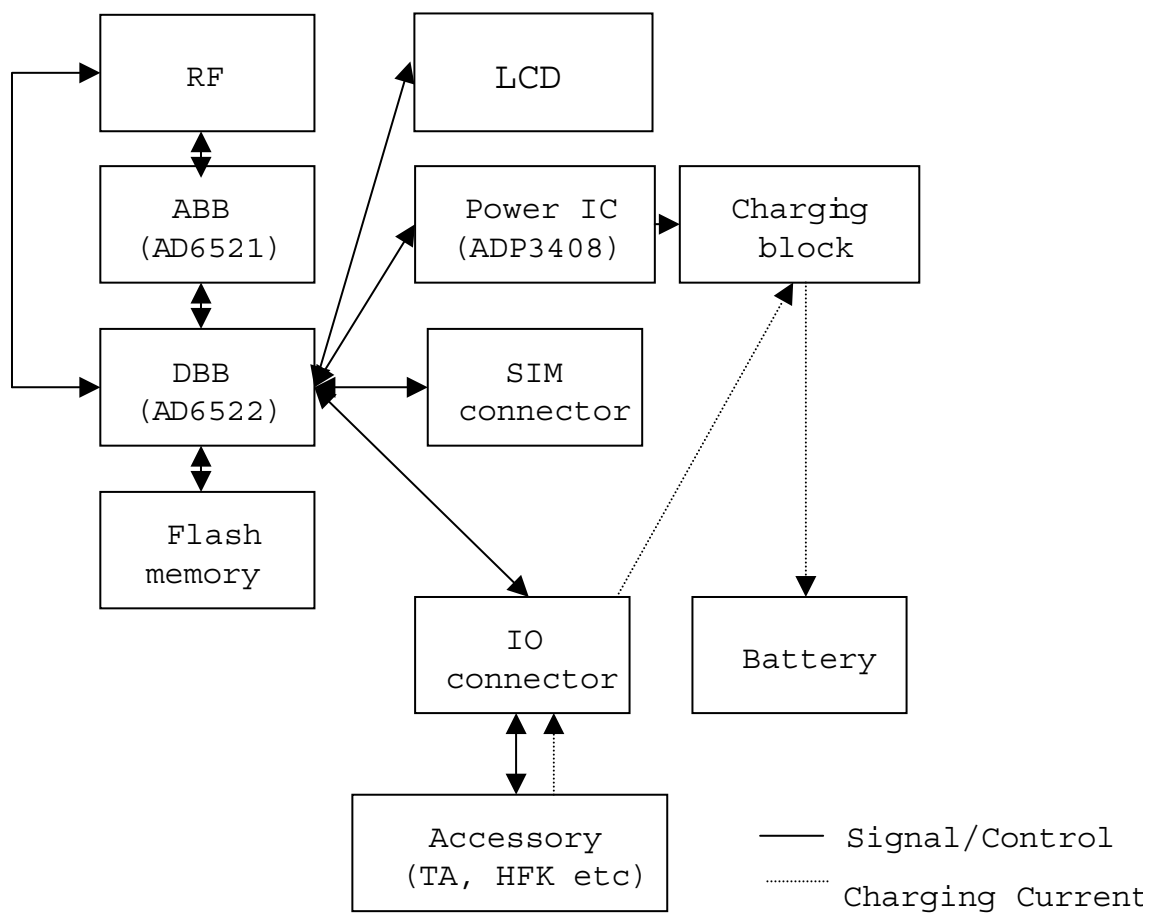 RF
LCD
ABB
(AD6521)
Power IC
(ADP3408)
Charging
block
DBB
(AD6522)
SIM
connector
Flash
memory
IO
connector
Battery
Accessory
(TA, HFK etc)
Signal/Control
Charging Current